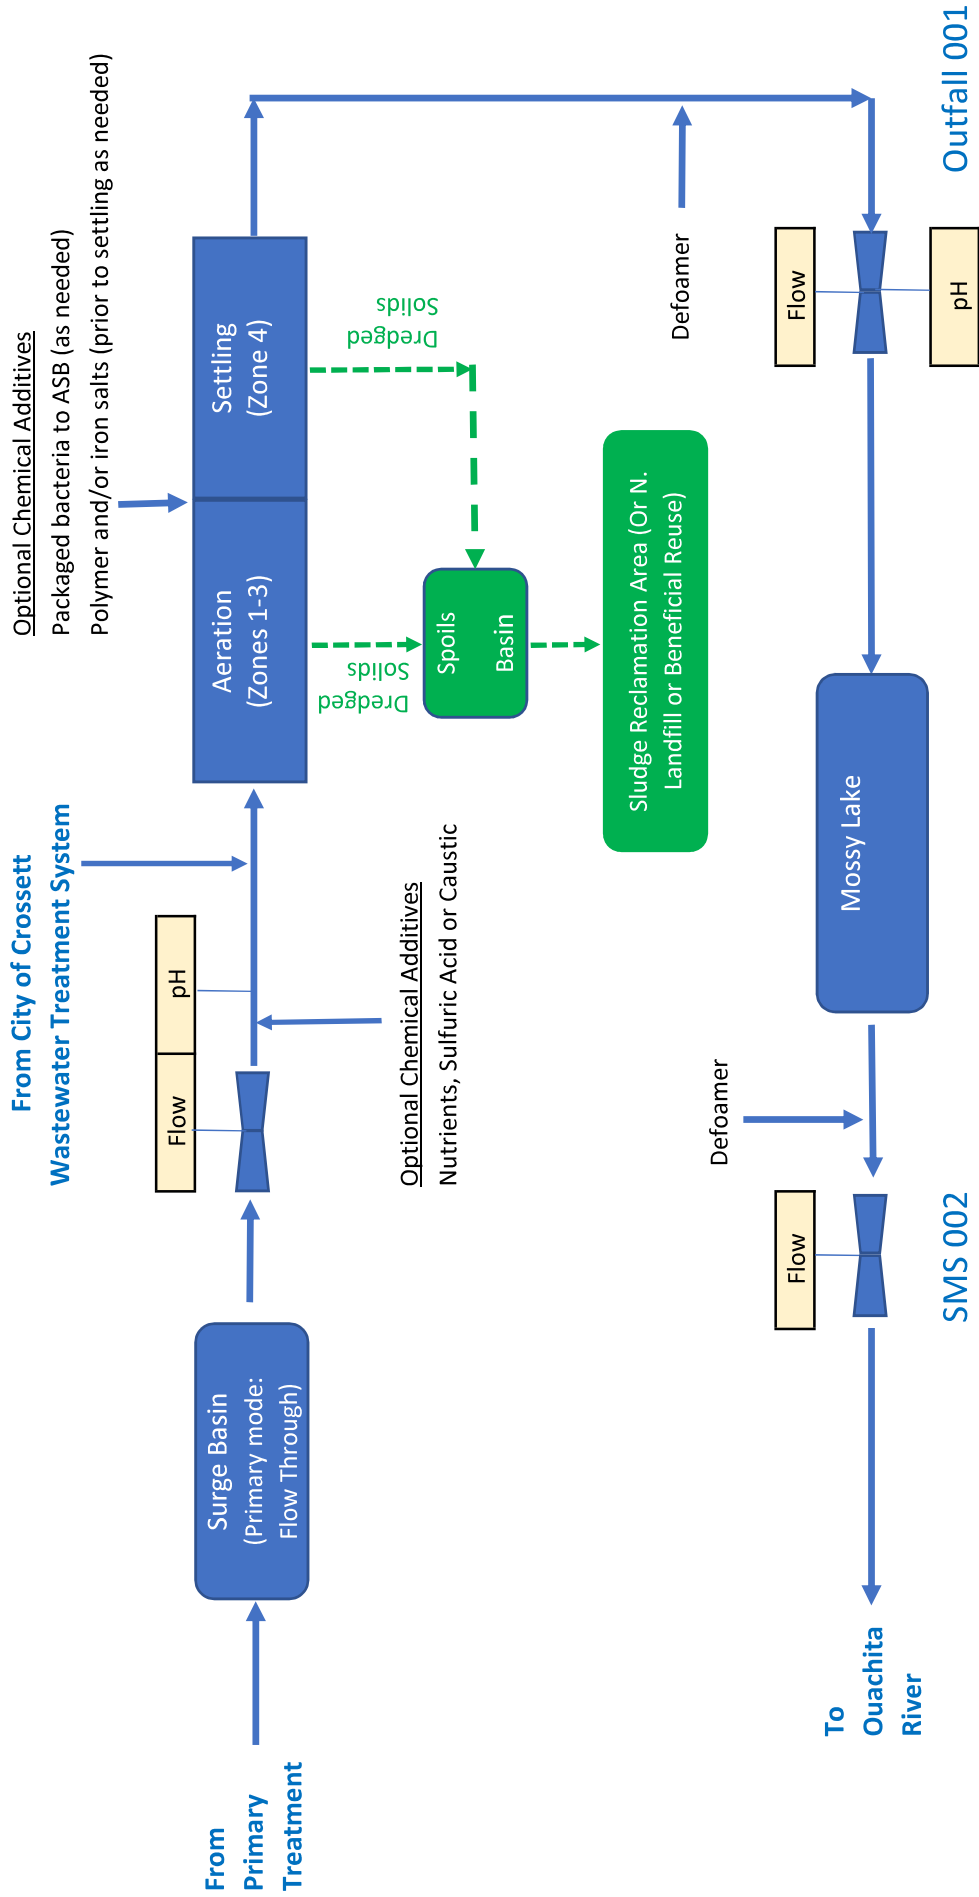 From
Primary
Treatment
Surge Basin
(Primary mode:
Flow Through)
Flow
pH
From City of Crossett
Wastewater Treatment System
Optional Chemical Additives
Nutrients, Sulfuric Acid or Caustic
Aeration
(Zones 1-3)
Settling
(Zone 4)
Optional Chemical Additives
Packaged bacteria to ASB (as needed)
Polymer and/or iron salts (prior to settling as needed)
Dredged
Solids
Dredged
Solids
Spoils
Basin
Sludge Reclamation Area (Or N.
Landfill or Beneficial Reuse)
Defoamer
Flow
pH
Outfall 001
Mossy Lake
Defoamer
Flow
SMS 002
To
Ouachita
River